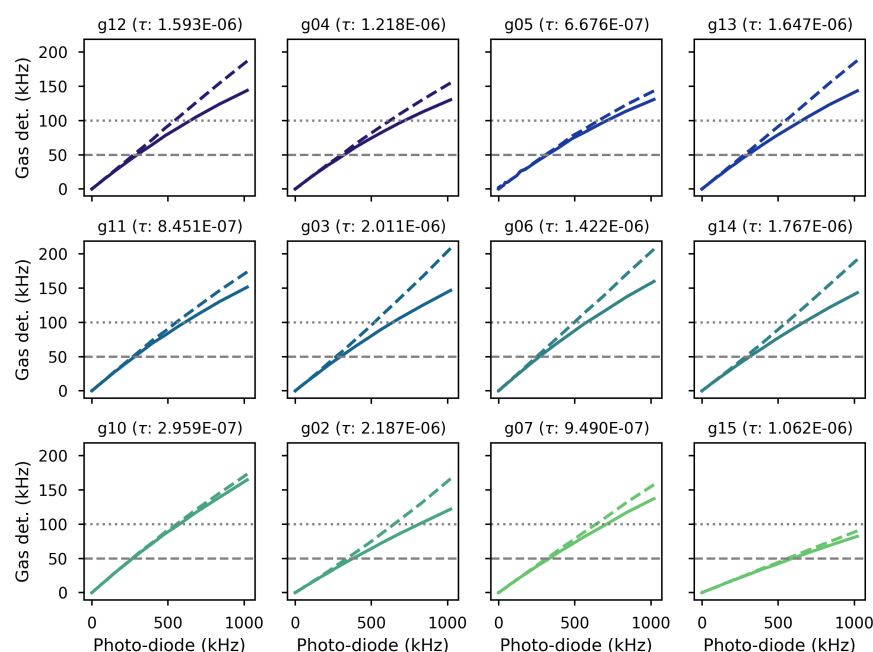 g12 (τ: 1.593E-06) g04 (τ: 1.218E-06) g05 (τ: 6.676E-07) g13 (τ: 1.647E-06)
200
150
100
50
0
Gas det. (kHz)
g11 (τ: 8.451E-07) g03 (τ: 2.011E-06) g06 (τ: 1.422E-06) g14 (τ: 1.767E-06)
200
150
100
50
0
Gas det. (kHz)
g10 (τ: 2.959E-07) g02 (τ: 2.187E-06) g07 (τ: 9.490E-07) g15 (τ: 1.062E-06)
200
150
100
50
0
Gas det. (kHz)
0 500 1000 0 500 1000 0 500 1000 0 500 1000
Photo-diode (kHz) Photo-diode (kHz) Photo-diode (kHz) Photo-diode (kHz)